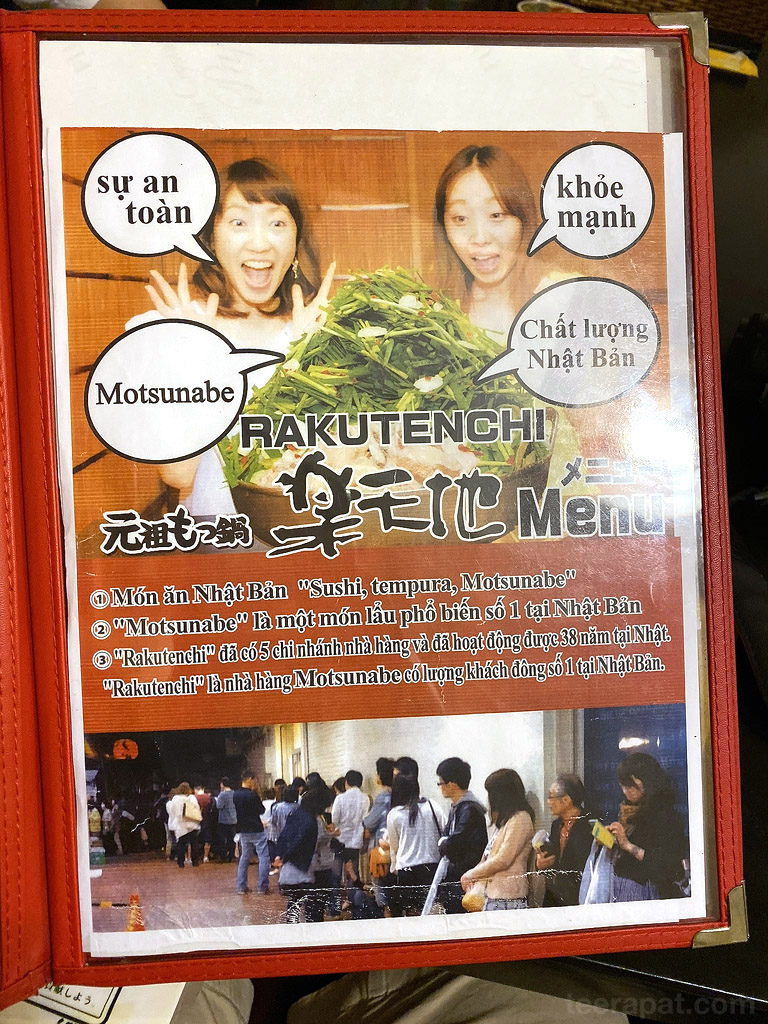 sự an
toàn
khỏe
mạnh
Motsunabe
Chất lượng
Nhật Bản
RAKUTENCHI
元祖もつ鍋
楽天地
メニュー
Menu
① Món ăn Nhật Bản "Sushi, tempura, Motsunabe"
② "Motsunabe" là một món lẩu phổ biến số 1 tại Nhật Bản
③ "Rakutenchi" đã có 5 chi nhánh nhà hàng và đã hoạt động được 38 năm tại Nhật.
"Rakutenchi" là nhà hàng Motsunabe có lượng khách đông số 1 tại Nhật Bản.
しよう。
teerapat.com